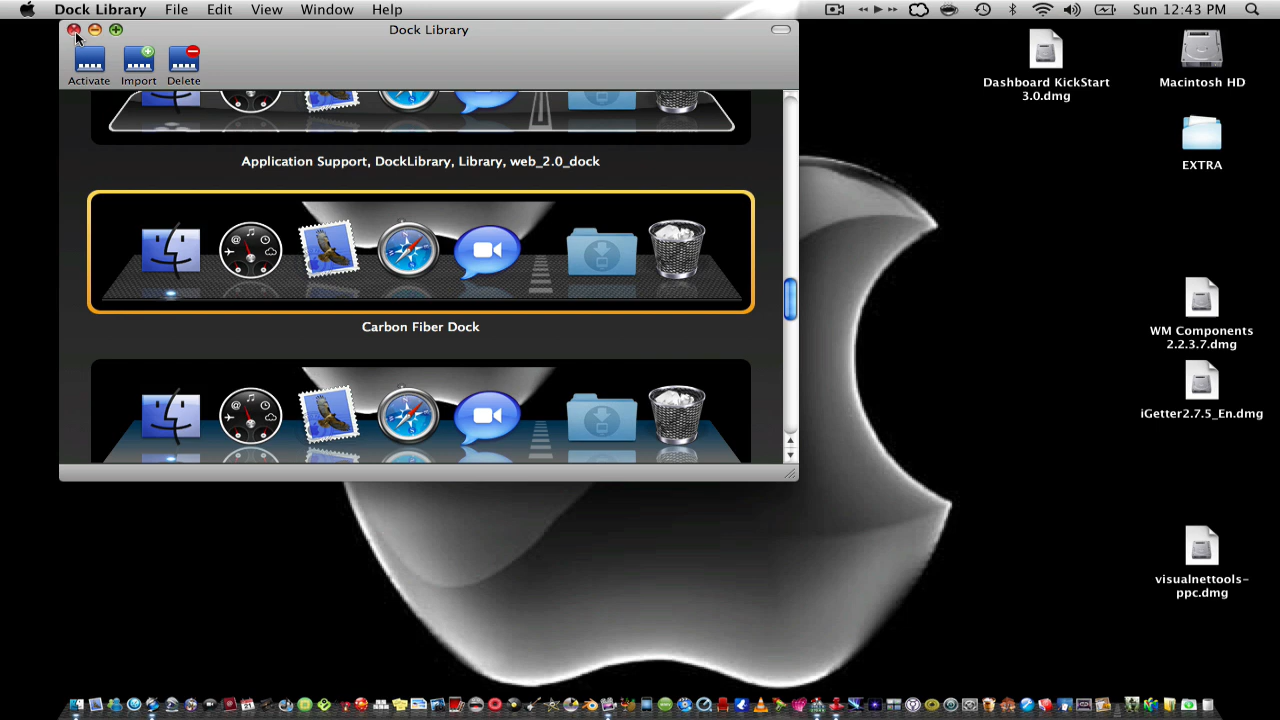 Dock Library File Edit View Window Help Sun 12:43 PM
Dock Library
Activate Import Delete
Application Support, DockLibrary, Library, web_2.0_dock
Carbon Fiber Dock
Dashboard KickStart
3.0.dmg
Macintosh HD
EXTRA
WM Components
2.2.3.7.dmg
iGetter2.7.5_En.dmg
visualnettools-
ppc.dmg